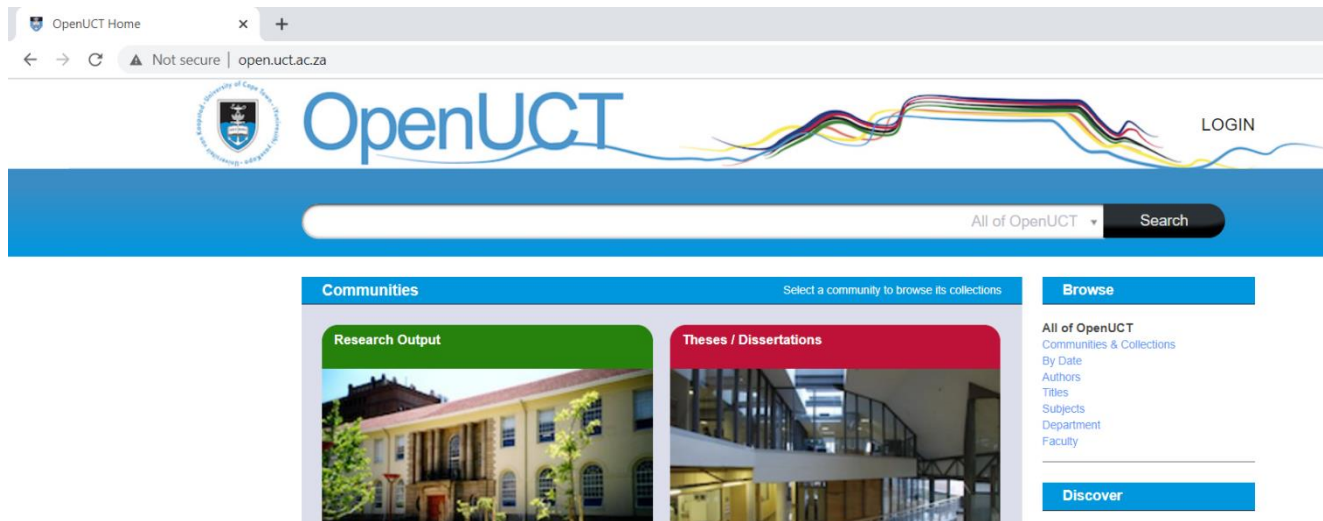 OpenUCT Home
Not secure | open.uct.ac.za
OpenUCT
LOGIN
All of OpenUCT
Search
Communities
Select a community to browse its collections
Research Output
Theses / Dissertations
Browse
All of OpenUCT
Communities & Collections
By Date
Authors
Titles
Subjects
Department
Faculty
Discover